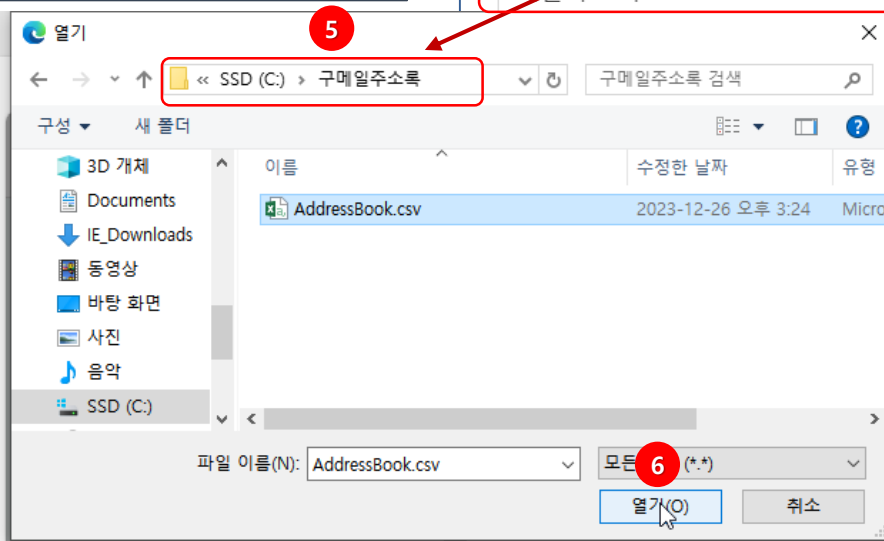 열기
5
« SSD (C:) › 구메일주소록
구메일주소록 검색
구성
새 폴더
?
3D 개체
Documents
IE_Downloads
동영상
바탕 화면
사진
음악
SSD (C:)
이름
수정한 날짜
유형
AddressBook.csv
2023-12-26 오후 3:24
Micro
파일 이름(N):
AddressBook.csv
모든
(*.*)
6
열기(O)
취소